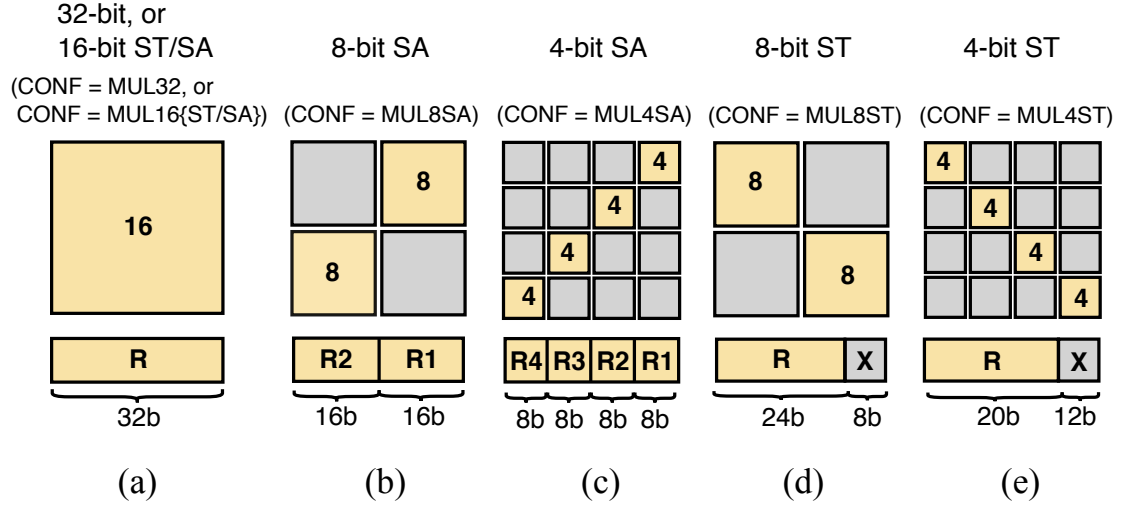 32-bit, or
16-bit ST/SA
8-bit SA
4-bit SA
8-bit ST
4-bit ST
(CONF = MUL32, or
CONF = MUL16{ST/SA})
(CONF = MUL8SA)
(CONF = MUL4SA)
(CONF = MUL8ST)
(CONF = MUL4ST)
16
8
8
4
4
4
4
8
8
4
4
4
4
R
R2 R1
R4 R3 R2 R1
R X
R X
32b
16b 16b
8b 8b 8b 8b
24b 8b
20b 12b
(a)
(b)
(c)
(d)
(e)